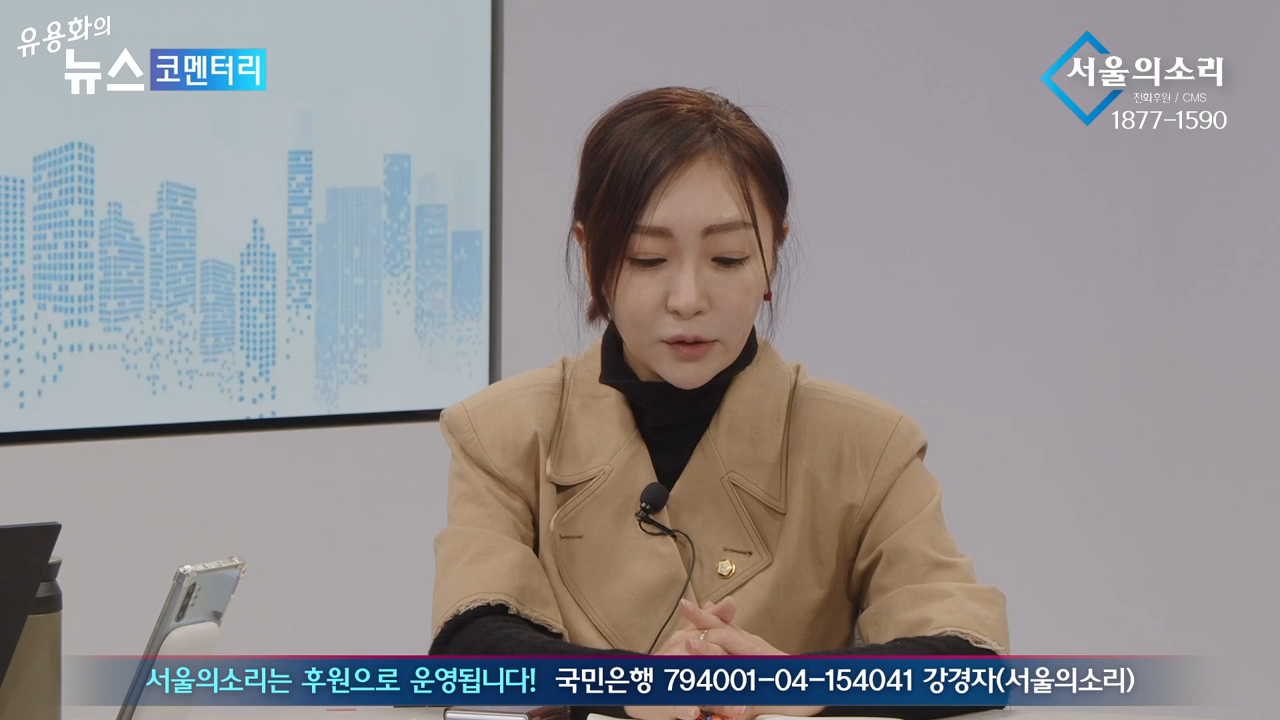 유용화의
뉴스 코멘터리
서울의소리
전화후원 / CMS
1877-1590
서울의소리는 후원으로 운영됩니다! 국민은행 794001-04-154041 강경자(서울의소리)